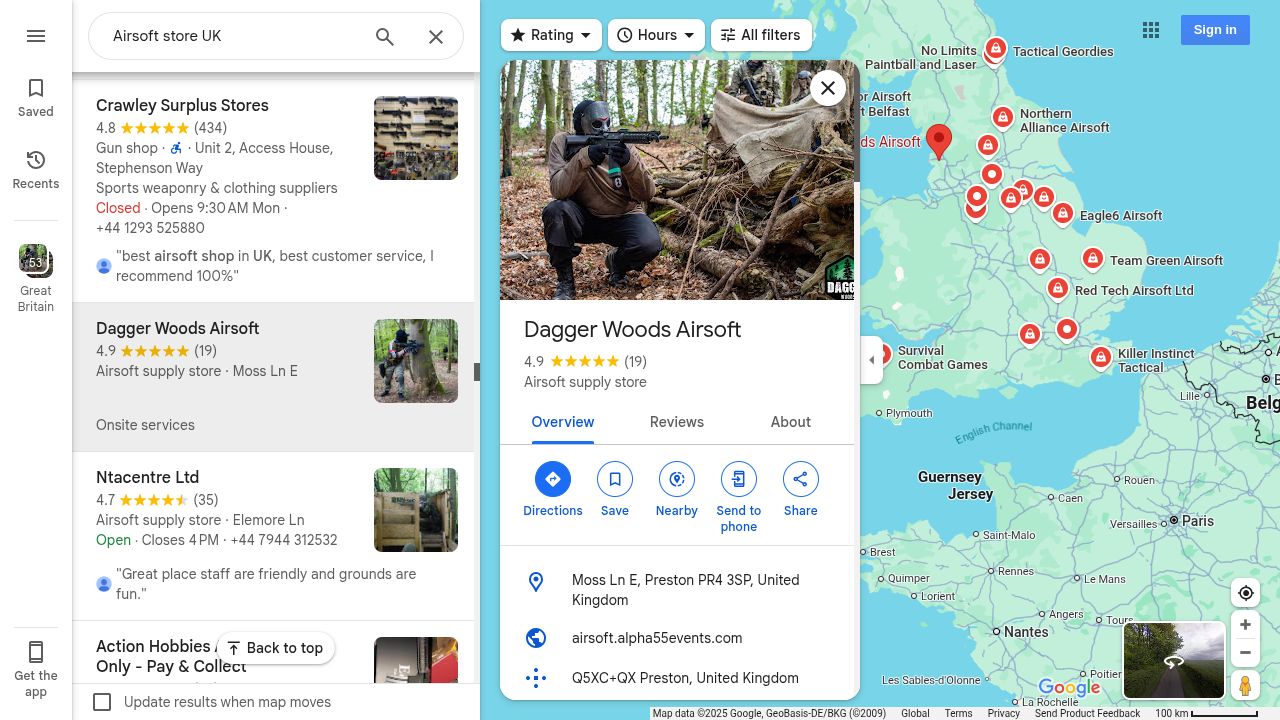 Airsoft store UK
Saved
Recents
53
Great
Britain
Get the
app
Crawley Surplus Stores
4.8 (434)
Gun shop · · Unit 2, Access House,
Stephenson Way
Sports weaponry & clothing suppliers
Closed · Opens 9:30 AM Mon ·
+44 1293 525880
"best airsoft shop in UK, best customer service, I
recommend 100%"
Dagger Woods Airsoft
4.9 (19)
Airsoft supply store · Moss Ln E
Onsite services
Ntacentre Ltd
4.7 (35)
Airsoft supply store · Elemore Ln
Open · Closes 4 PM · +44 7944 312532
"Great place staff are friendly and grounds are
fun."
Action Hobbies
Only - Pay & Collect
Back to top
Update results when map moves
Rating
Hours
All filters
DAGG
WOODS
Dagger Woods Airsoft
4.9 (19)
Airsoft supply store
Overview
Reviews
About
Directions
Save
Nearby
Send to
phone
Share
Moss Ln E, Preston PR4 3SP, United
Kingdom
airsoft.alpha55events.com
Q5XC+QX Preston, United Kingdom
Sign in
No Limits
Paintball and Laser
Tactical Geordies
or Airsoft
t Belfast
Northern
Alliance Airsoft
ds Airsoft
Eagle6 Airsoft
Team Green Airsoft
Red Tech Airsoft Ltd
Survival
Combat Games
Killer Instinct
Tactical
Plymouth
English Channel
Lille
Belg
Guernsey
Jersey
Caen
Rouen
Versailles
Paris
Saint-Malo
Brest
Rennes
Quimper
Le Mans
Lorient
Angers
Tours
Nantes
Poitier
Les Sables-d'Olonne
La Rochelle
Google
Map data ©2025 Google, GeoBasis-DE/BKG (©2009)
Global
Terms
Privacy
Send Product Feedback
100 km